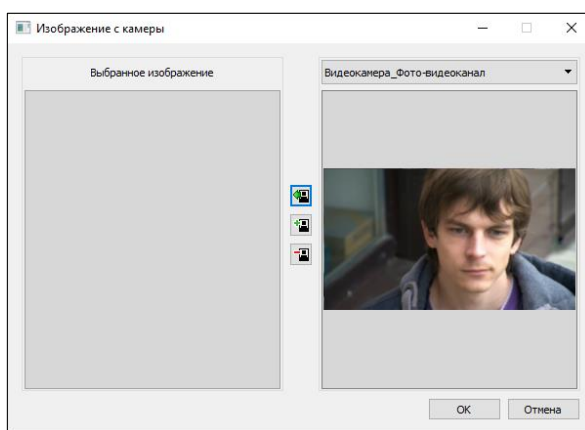 Изображение с камеры
Выбранное изображение
Видеокамера_Фото-видеоканал
OK
Отмена